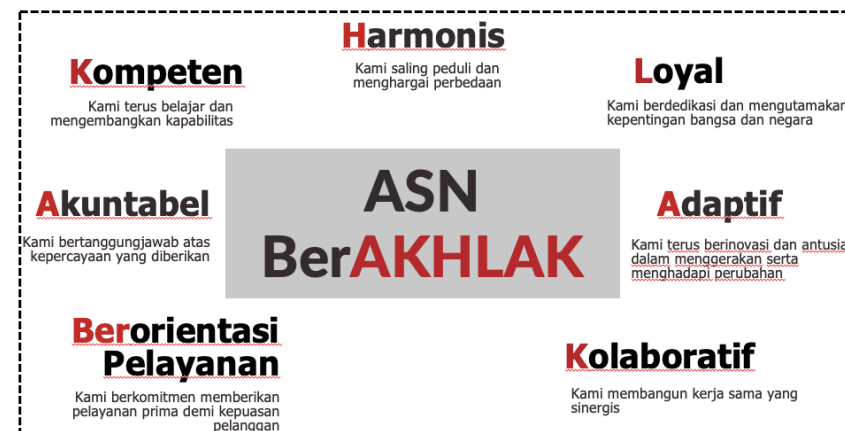 Harmonis
Kami saling peduli dan
menghargai perbedaan
Kompeten
Kami terus belajar dan
mengembangkan kapabilitas
Loyal
Kami berdedikasi dan mengutamakan
kepentingan bangsa dan negara
ASN
BerAKHLAK
Akuntabel
Kami bertanggungjawab atas
kepercayaan yang diberikan
Adaptif
Kami terus berinovasi dan antusia
dalam menggerakan serta
menghadapi perubahan
Berorientasi
Pelayanan
Kami berkomitmen memberikan
pelayanan prima demi kepuasan
pelanggan
Kolaboratif
Kami membangun kerja sama yang
sinergis